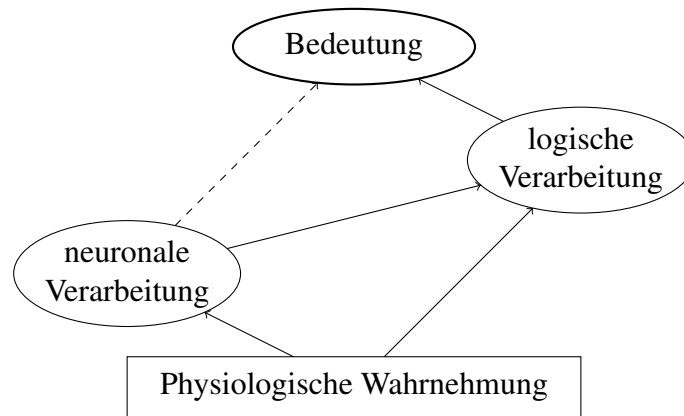 Bedeutung
logische
Verarbeitung
neuronale
Verarbeitung
Physiologische Wahrnehmung